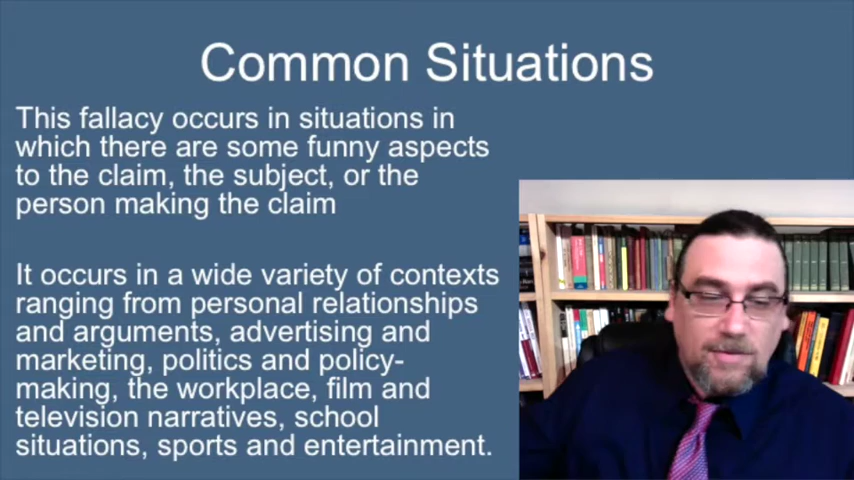 Common Situations
This fallacy occurs in situations in
which there are some funny aspects
to the claim, the subject, or the
person making the claim
It occurs in a wide variety of contexts
ranging from personal relationships
and arguments, advertising and
marketing, politics and policy-
making, the workplace, film and
television narratives, school
situations, sports and entertainment.